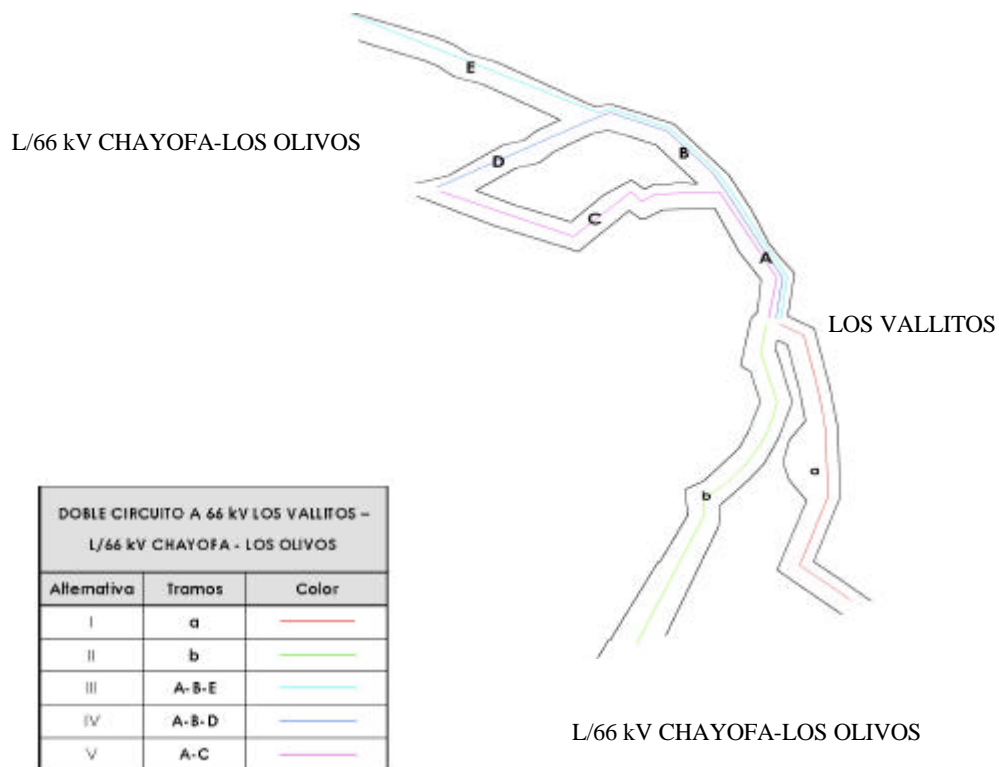 E
L/66 kV CHAYOFA-LOS OLIVOS
B
D
C
A
LOS VALLITOS
a
b
DOBLE CIRCUITO A 66 kV LOS VALLITOS –
L/66 kV CHAYOFA - LOS OLIVOS
Alternativa Tramos Color
I a
II b
III A-B-E
IV A-B-D
V A-C
L/66 kV CHAYOFA-LOS OLIVOS